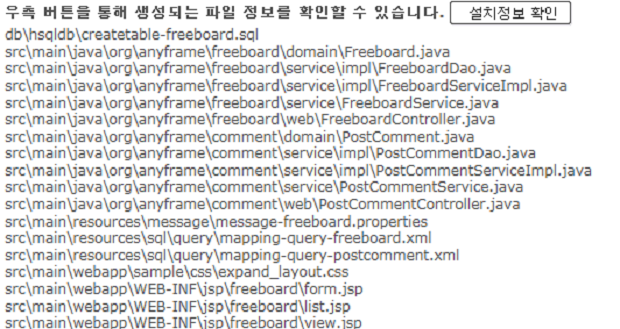 우측 버튼을 통해 생성되는 파일 정보를 확인할 수 있습니다. 설치정보 확인
db\hsqldb\createtable-freeboard.sql
src\main\java\org\anyframe\freeboard\domain\Freeboard.java
src\main\java\org\anyframe\freeboard\service\impl\FreeboardDao.java
src\main\java\org\anyframe\freeboard\service\impl\FreeboardServiceImpl.java
src\main\java\org\anyframe\freeboard\service\FreeboardService.java
src\main\java\org\anyframe\freeboard\web\FreeboardController.java
src\main\java\org\anyframe\comment\domain\PostComment.java
src\main\java\org\anyframe\comment\service\impl\PostCommentDao.java
src\main\java\org\anyframe\comment\service\impl\PostCommentServiceImpl.java
src\main\java\org\anyframe\comment\service\PostCommentService.java
src\main\java\org\anyframe\comment\web\PostCommentController.java
src\main\resources\message\message-freeboard.properties
src\main\resources\sql\query\mapping-query-freeboard.xml
src\main\resources\sql\query\mapping-query-postcomment.xml
src\main\webapp\sample\css\expand_layout.css
src\main\webapp\WEB-INF\jsp\freeboard\form.jsp
src\main\webapp\WEB-INF\jsp\freeboard\list.jsp
src\main\webapp\WEB-INF\jsp\freeboard\view.jsp